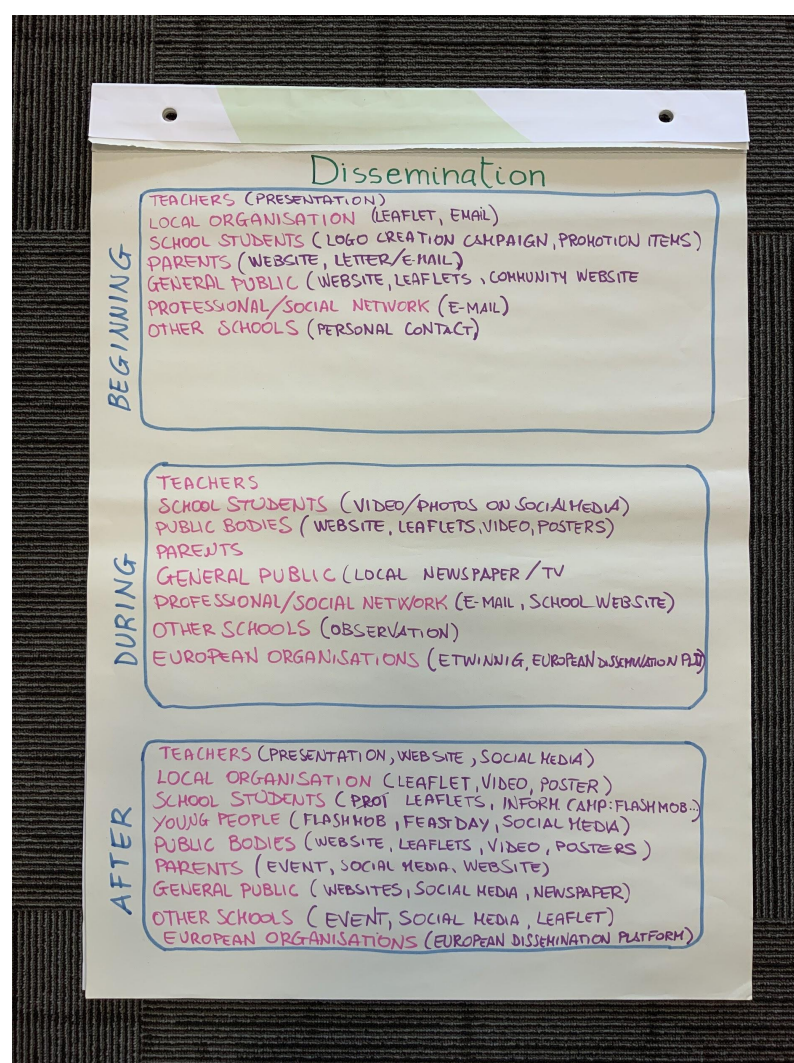 Dissemination
BEGINNING
TEACHERS (PRESENTATION)
LOCAL ORGANISATION (LEAFLET, EMAIL)
SCHOOL STUDENTS (LOGO CREATION CAMPAIGN, PROMOTION ITEMS)
PARENTS (WEBSITE, LETTER/E-MAIL)
GENERAL PUBLIC (WEBSITE, LEAFLETS, COMMUNITY WEBSITE
PROFESSIONAL/SOCIAL NETWORK (E-MAIL)
OTHER SCHOOLS (PERSONAL CONTACT)
DURING
TEACHERS
SCHOOL STUDENTS (VIDEO/PHOTOS ON SOCIAL MEDIA)
PUBLIC BODIES (WEBSITE, LEAFLETS, VIDEO, POSTERS)
PARENTS
GENERAL PUBLIC (LOCAL NEWSPAPER/TV
PROFESSIONAL/SOCIAL NETWORK (E-MAIL, SCHOOL WEBSITE)
OTHER SCHOOLS (OBSERVATION)
EUROPEAN ORGANISATIONS (ETWINNIG, EUROPEAN DISSEMINATION
AFTER
TEACHERS (PRESENTATION, WEBSITE, SOCIAL MEDIA)
LOCAL ORGANISATION (LEAFLET, VIDEO, POSTER)
SCHOOL STUDENTS ( LEAFLETS, INFORM CAMP: FLASHMOB..)
YOUNG PEOPLE (FLASHMOB, FEASTDAY, SOCIAL MEDIA)
PUBLIC BODIES (WEBSITE, LEAFLETS, VIDEO, POSTERS)
PARENTS (EVENT, SOCIAL MEDIA, WEBSITE)
GENERAL PUBLIC (WEBSITES, SOCIAL MEDIA, NEWSPAPER)
OTHER SCHOOLS (EVENT, SOCIAL MEDIA, LEAFLET)
EUROPEAN ORGANISATIONS (EUROPEAN DISSEMINATION PLATFORM)